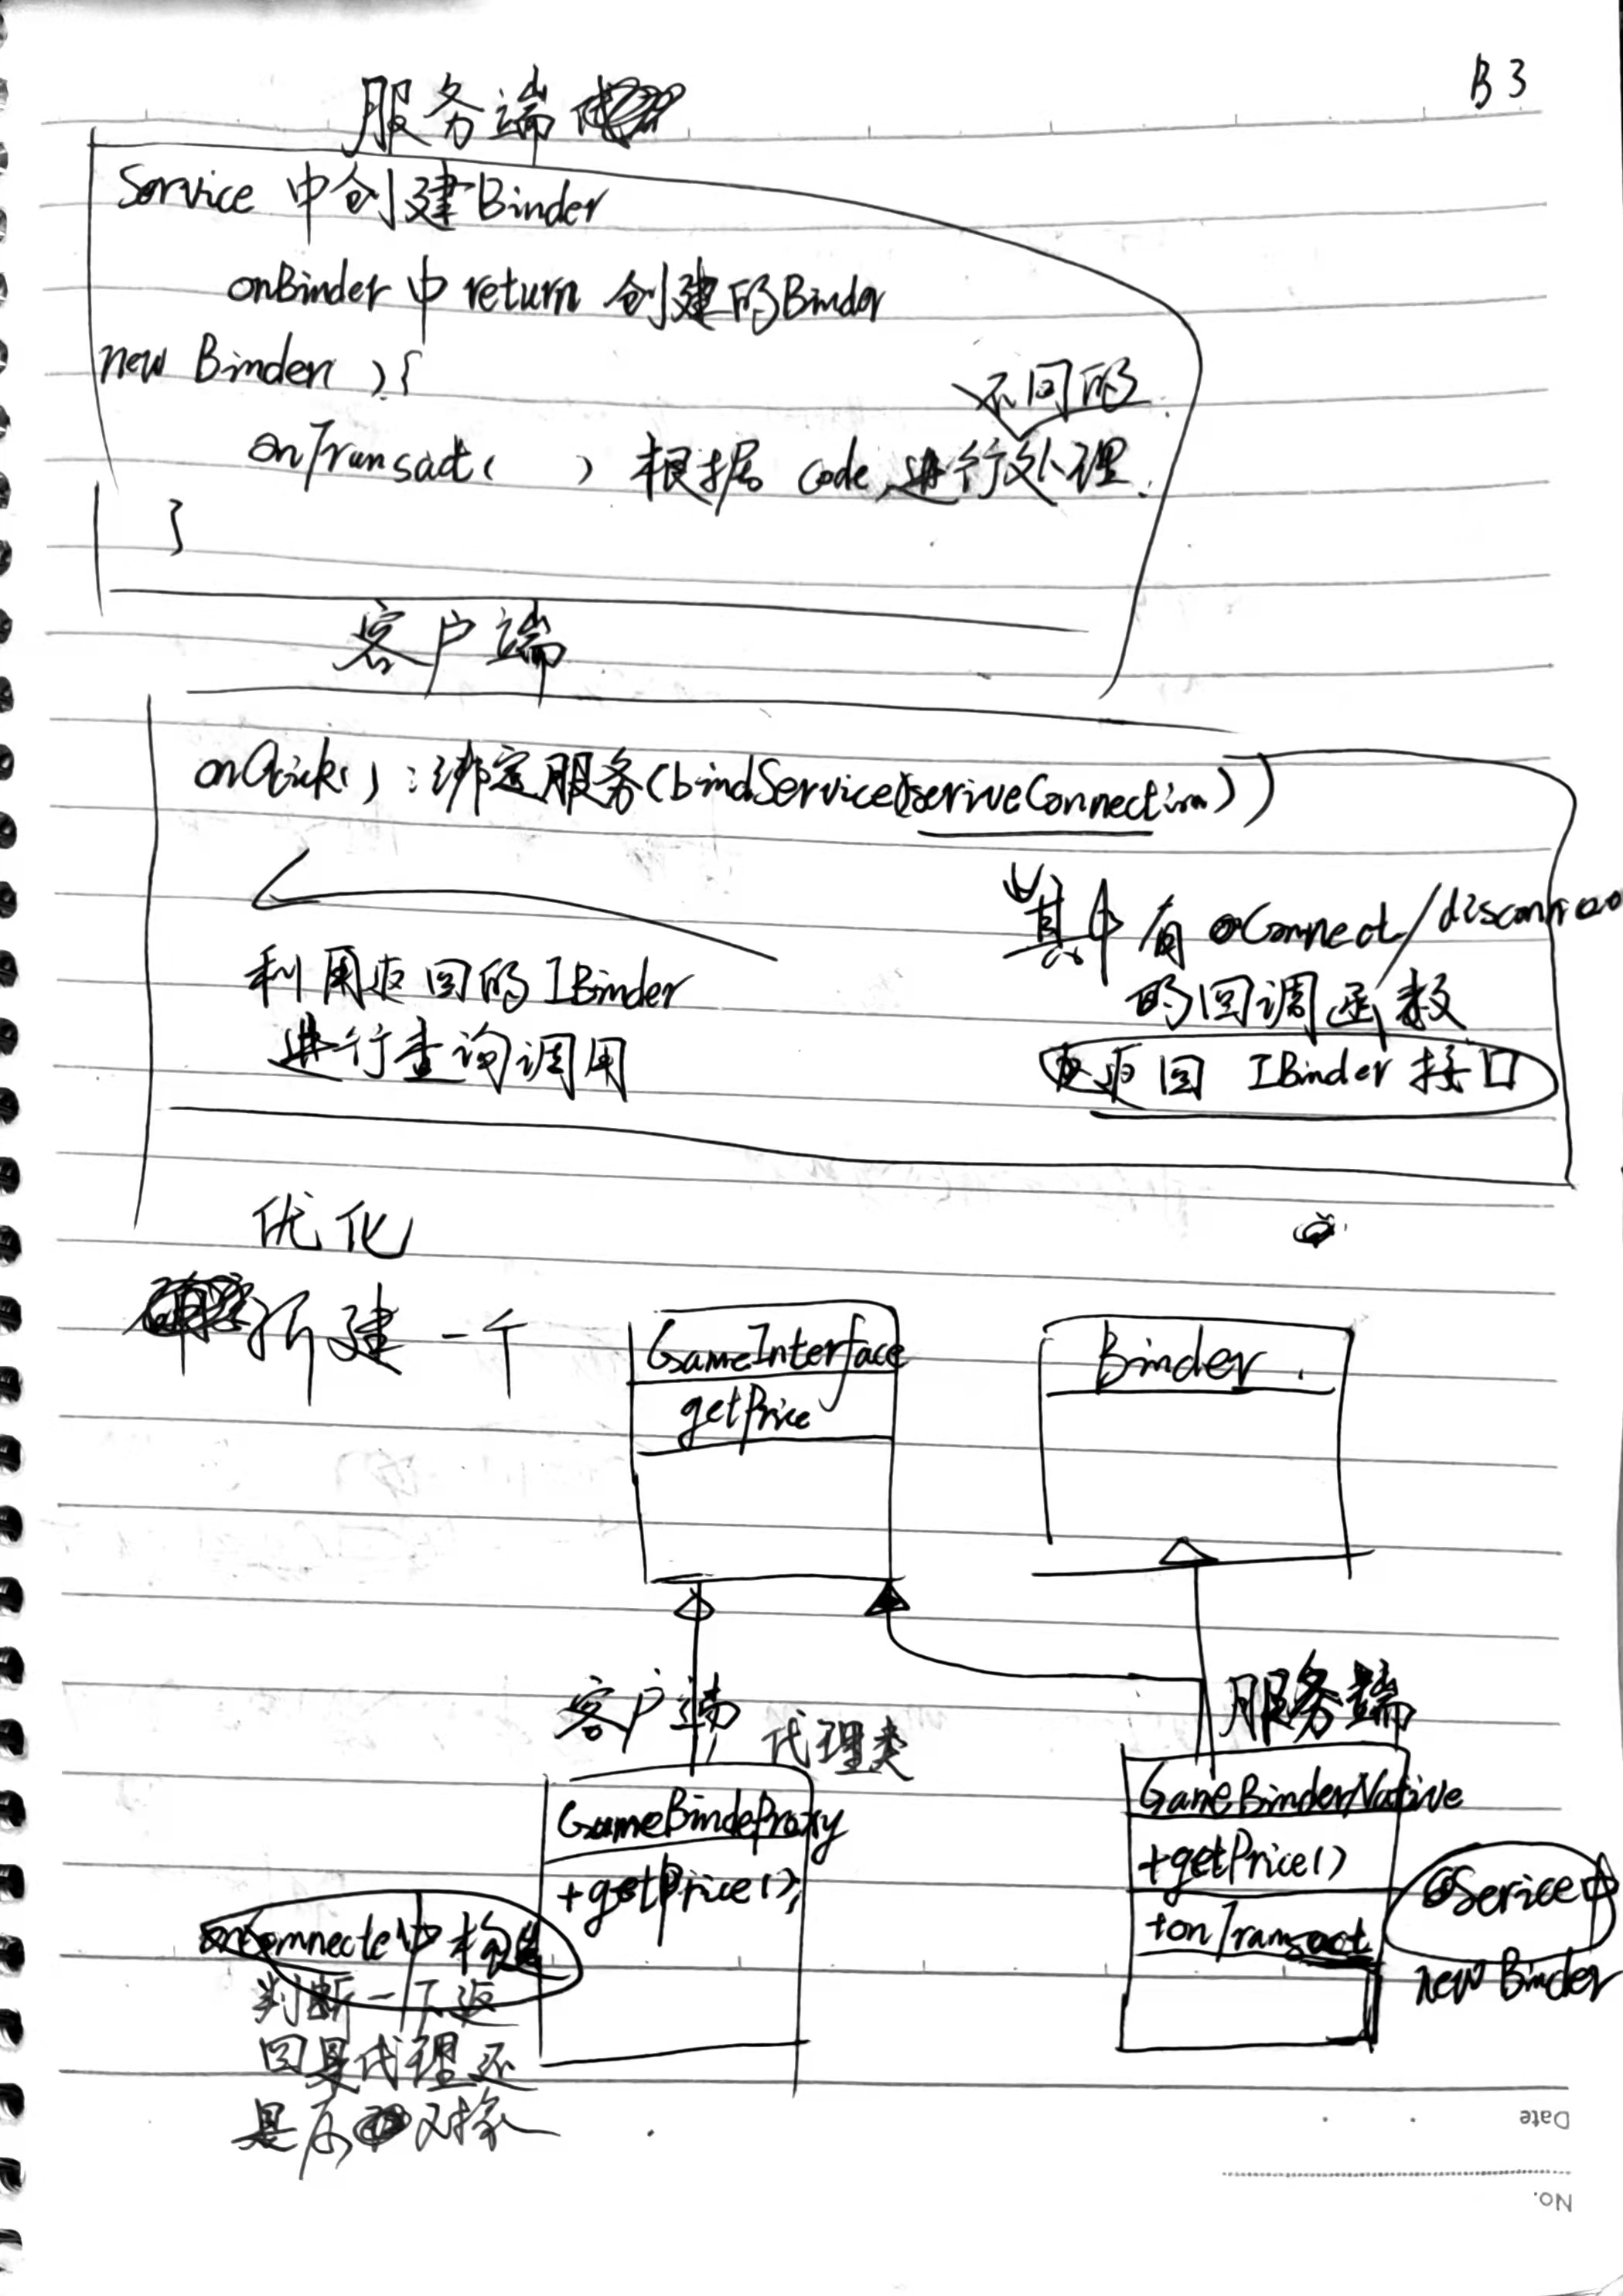 B3
服务端
Service 中创建Binder
onBinder 中 return 创建的Binder
new Binder( ){
不同的
onTransact( ) 根据 code 进行处理.
}
客户端
onClick() : 绑定服务(bindService(seriveConnection))
其中有 onConnect/disconnect
的回调函数
返回 IBinder 接口
利用返回的 IBinder
进行查询调用
优化
新建一个
GameInterface
getPrice
Binder
客户端 代理类
服务端
GameBindeProxy
+getPrice();
GameBinderNative
+getPrice()
+onTransact
Serice中
new Binder
onConnecte中构建
判断一下返
回是代理还
是原对象
Date
No.